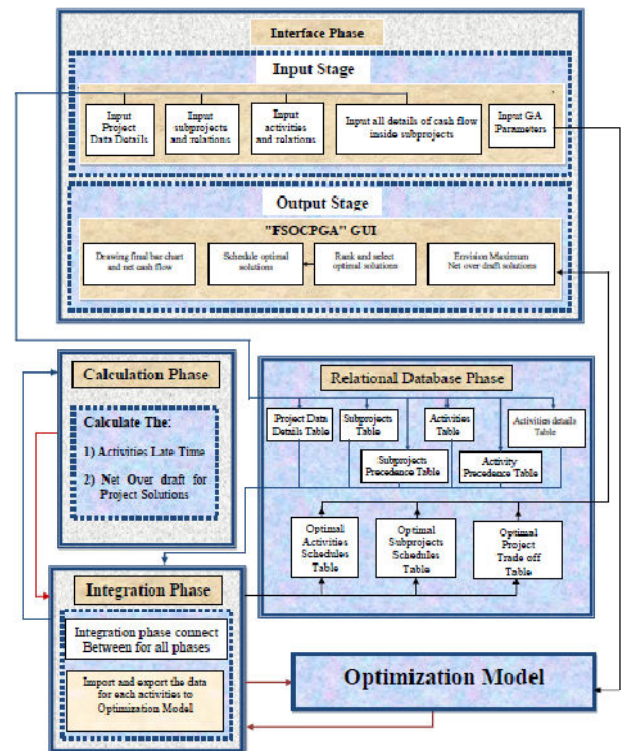 Interface Phase
Input Stage
Input
Project
Data Details
Input
subprojects
and relations
Input
activities
and relations
Input all details of cash flow
inside subprojects
Input GA
Parameters
Output Stage
"FSOCPGA" GUI
Drawing final bar chart
and net cash flow
Schedule optimal
solutions
Rank and select
optimal solutions
Envision Maximum
Net over draft solutions
Calculation Phase
Calculate The:
1) Activities Late Time
2) Net Over draft for
Project Solutions
Relational Database Phase
Project Data
Details Table
Subprojects
Table
Activities
Table
Activities details
Table
Subprojects
Precedence Table
Activity
Precedence Table
Optimal
Activities
Schedules
Table
Optimal
Subprojects
Schedules
Table
Optimal
Project
Trade off
Table
Integration Phase
Integration phase connect
Between for all phases
Import and export the data
for each activities to
Optimization Model
Optimization Model